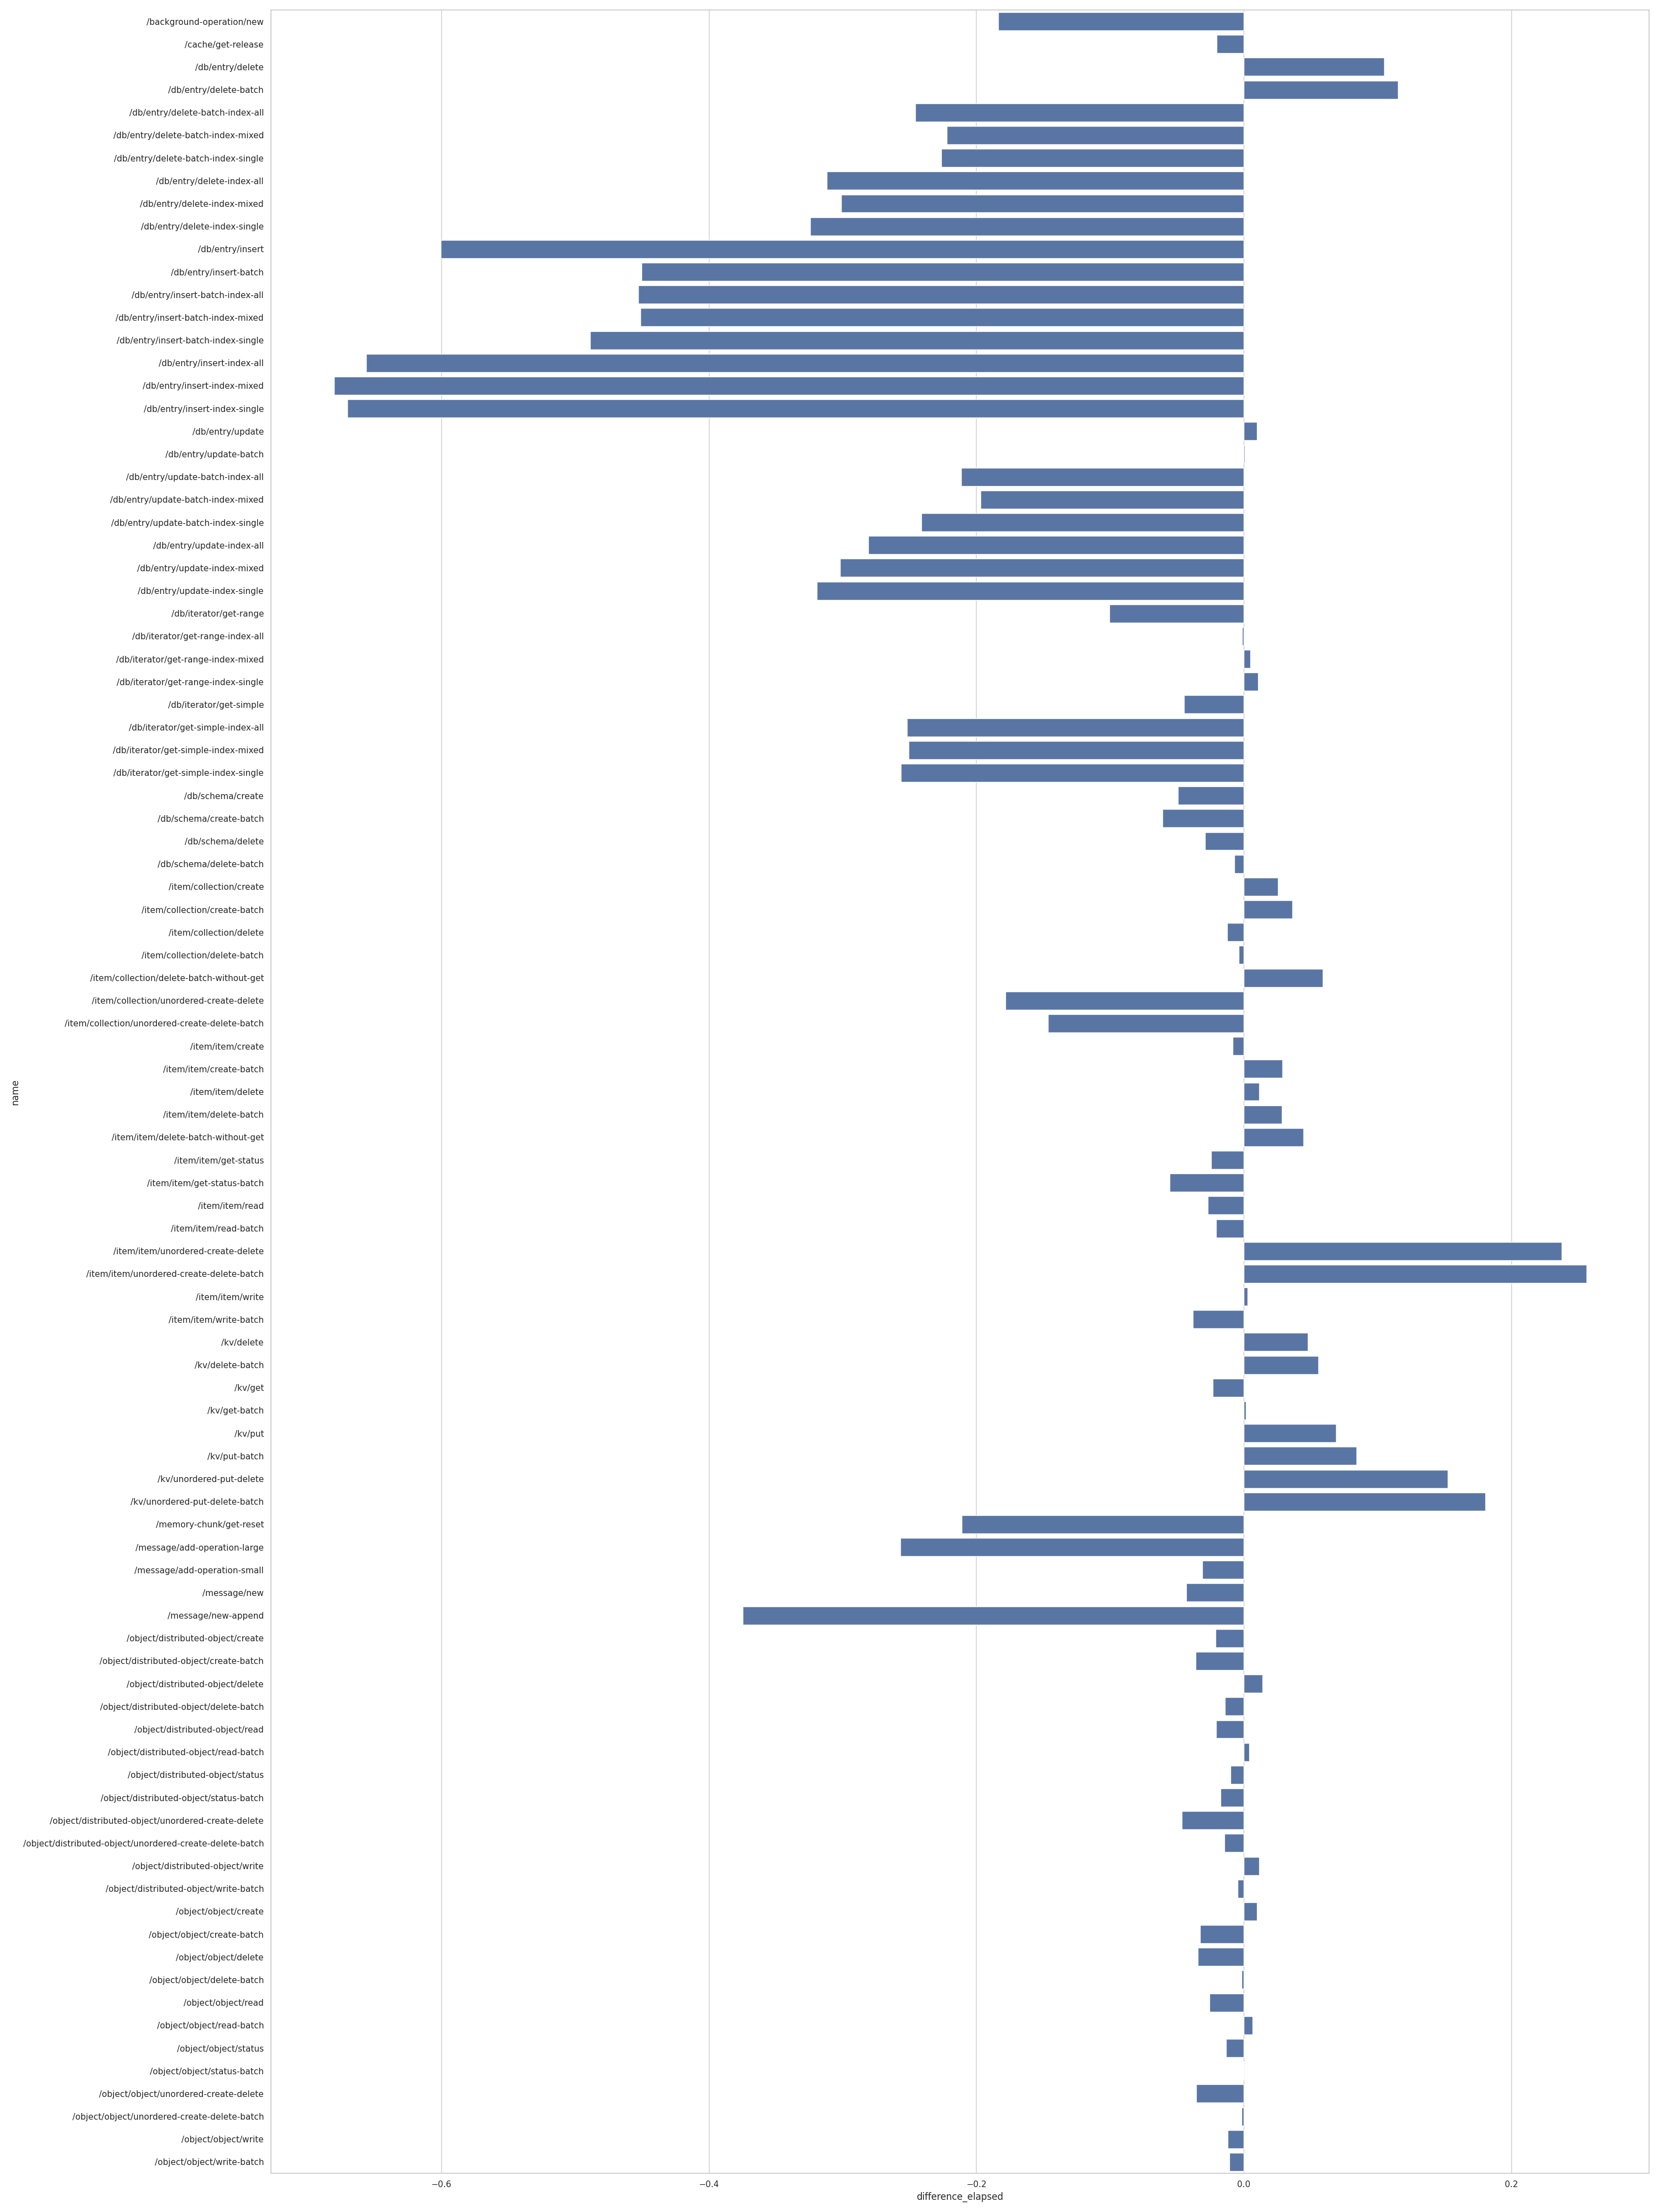 /background-operation/new
/cache/get-release
/db/entry/delete
/db/entry/delete-batch
/db/entry/delete-batch-index-all
/db/entry/delete-batch-index-mixed
/db/entry/delete-batch-index-single
/db/entry/delete-index-all
/db/entry/delete-index-mixed
/db/entry/delete-index-single
/db/entry/insert
/db/entry/insert-batch
/db/entry/insert-batch-index-all
/db/entry/insert-batch-index-mixed
/db/entry/insert-batch-index-single
/db/entry/insert-index-all
/db/entry/insert-index-mixed
/db/entry/insert-index-single
/db/entry/update
/db/entry/update-batch
/db/entry/update-batch-index-all
/db/entry/update-batch-index-mixed
/db/entry/update-batch-index-single
/db/entry/update-index-all
/db/entry/update-index-mixed
/db/entry/update-index-single
/db/iterator/get-range
/db/iterator/get-range-index-all
/db/iterator/get-range-index-mixed
/db/iterator/get-range-index-single
/db/iterator/get-simple
/db/iterator/get-simple-index-all
/db/iterator/get-simple-index-mixed
/db/iterator/get-simple-index-single
/db/schema/create
/db/schema/create-batch
/db/schema/delete
/db/schema/delete-batch
/item/collection/create
/item/collection/create-batch
/item/collection/delete
/item/collection/delete-batch
/item/collection/delete-batch-without-get
/item/collection/unordered-create-delete
/item/collection/unordered-create-delete-batch
/item/item/create
/item/item/create-batch
/item/item/delete
/item/item/delete-batch
/item/item/delete-batch-without-get
/item/item/get-status
/item/item/get-status-batch
/item/item/read
/item/item/read-batch
/item/item/unordered-create-delete
/item/item/unordered-create-delete-batch
/item/item/write
/item/item/write-batch
/kv/delete
/kv/delete-batch
/kv/get
/kv/get-batch
/kv/put
/kv/put-batch
/kv/unordered-put-delete
/kv/unordered-put-delete-batch
/memory-chunk/get-reset
/message/add-operation-large
/message/add-operation-small
/message/new
/message/new-append
/object/distributed-object/create
/object/distributed-object/create-batch
/object/distributed-object/delete
/object/distributed-object/delete-batch
/object/distributed-object/read
/object/distributed-object/read-batch
/object/distributed-object/status
/object/distributed-object/status-batch
/object/distributed-object/unordered-create-delete
/object/distributed-object/unordered-create-delete-batch
/object/distributed-object/write
/object/distributed-object/write-batch
/object/object/create
/object/object/create-batch
/object/object/delete
/object/object/delete-batch
/object/object/read
/object/object/read-batch
/object/object/status
/object/object/status-batch
/object/object/unordered-create-delete
/object/object/unordered-create-delete-batch
/object/object/write
/object/object/write-batch
name
−0.6 −0.4 −0.2 0.0 0.2
difference_elapsed